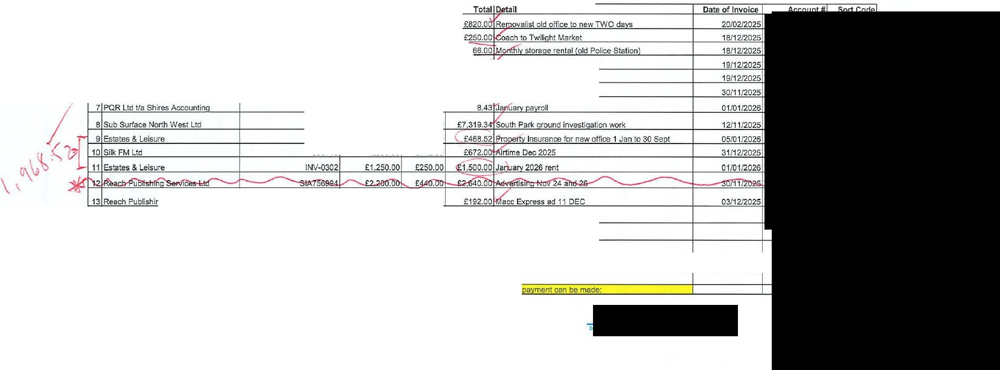 Total Detail Date of Invoice Account # Sort Code
£820.00 Removalist old office to new TWO days 20/02/2025
£250.00 Coach to Twilight Market 18/12/2025
66.00 Monthly storage rental (old Police Station) 18/12/2025
19/12/2025
19/12/2025
30/11/2025
7 PQR Ltd t/a Shires Accounting 8.43 January payroll 01/01/2026
8 Sub Surface North West Ltd £7,319.34 South Park ground investigation work 12/11/2025
9 Estates & Leisure £468.52 Property Insurance for new office 1 Jan to 30 Sept 05/01/2026
1,968.52
10 Silk FM Ltd £672.00 Airtime Dec 2025 31/12/2025
11 Estates & Leisure INV-0302 £1,250.00 £250.00 £1,500.00 January 2026 rent 01/01/2026
12 Reach Publishing Services Ltd SIA756994 £2,200.00 £440.00 £2,640.00 Advertising Nov 24 and 26 30/11/2025
13 Reach Publishir £192.00 Macc Express ad 11 DEC 03/12/2025
payment can be made: